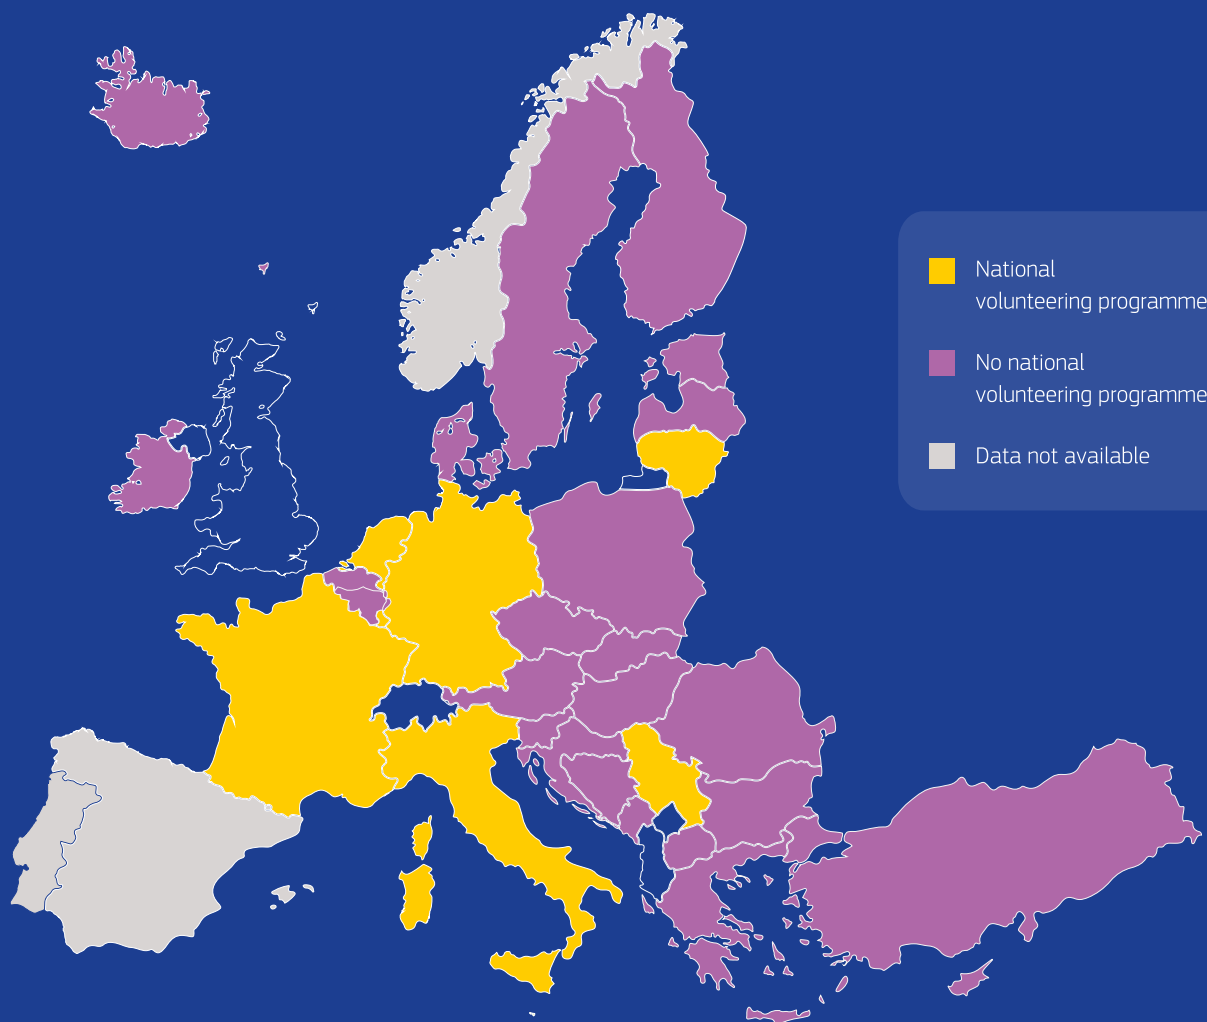 National
volunteering programme
No national
volunteering programme
Data not available